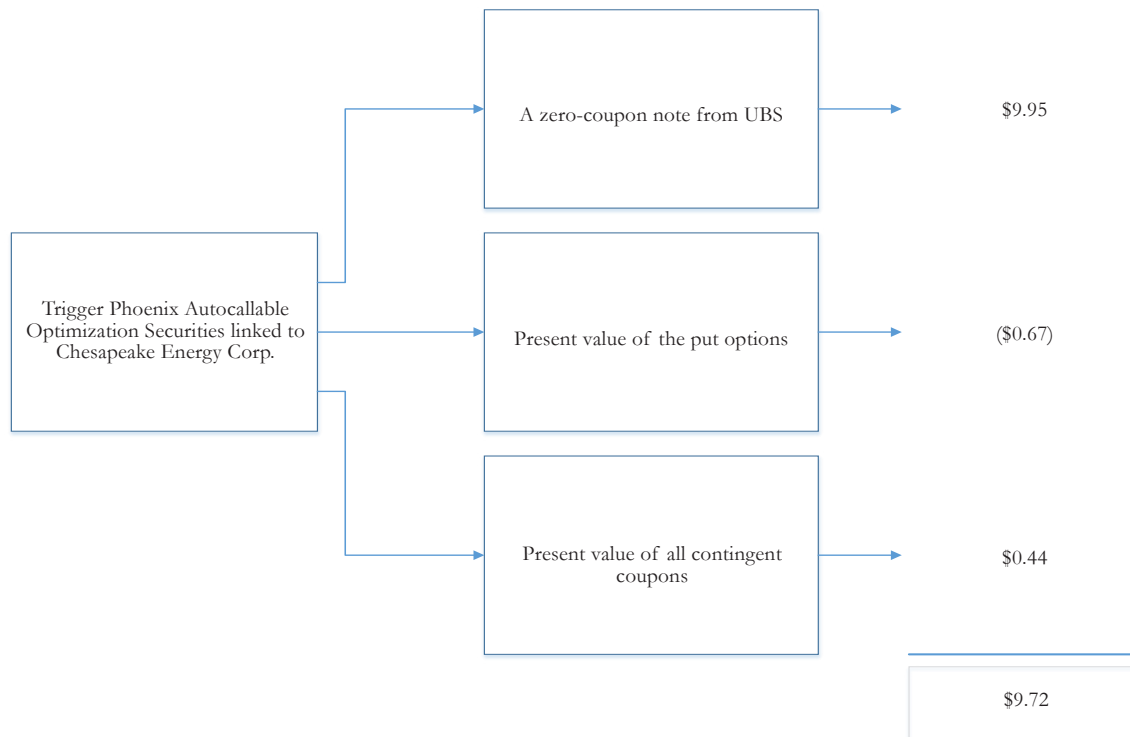 A zero-coupon note from UBS
$9.95
Trigger Phoenix Autocallable
Optimization Securities linked to
Chesapeake Energy Corp.
Present value of the put options
($0.67)
Present value of all contingent
coupons
$0.44
$9.72